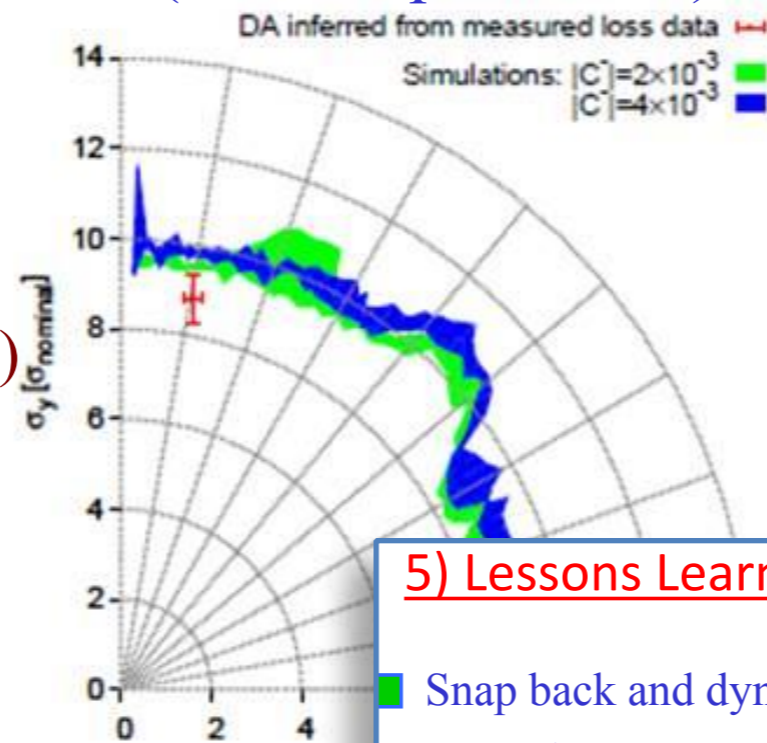 DA inferred from measured loss data
Simulations: |C⁻|=2×10⁻³
|C⁻|=4×10⁻³
14
12
10
8
6
4
2
0
σy [σnominal]
)
0 2 4
5) Lessons Learn
Snap back and dyn